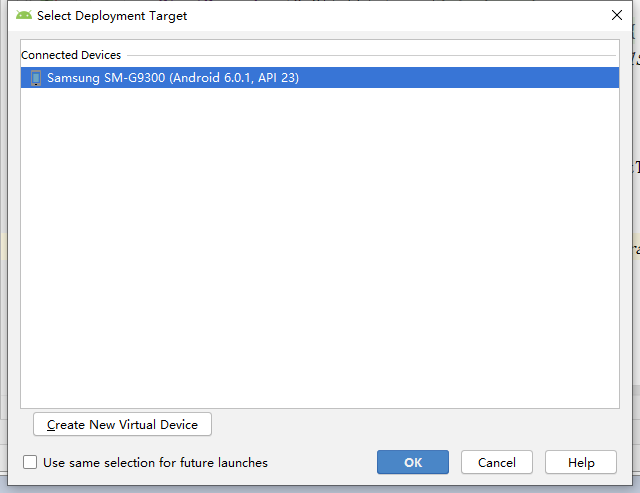 Select Deployment Target
Connected Devices
Samsung SM-G9300 (Android 6.0.1, API 23)
Create New Virtual Device
Use same selection for future launches
OK
Cancel
Help